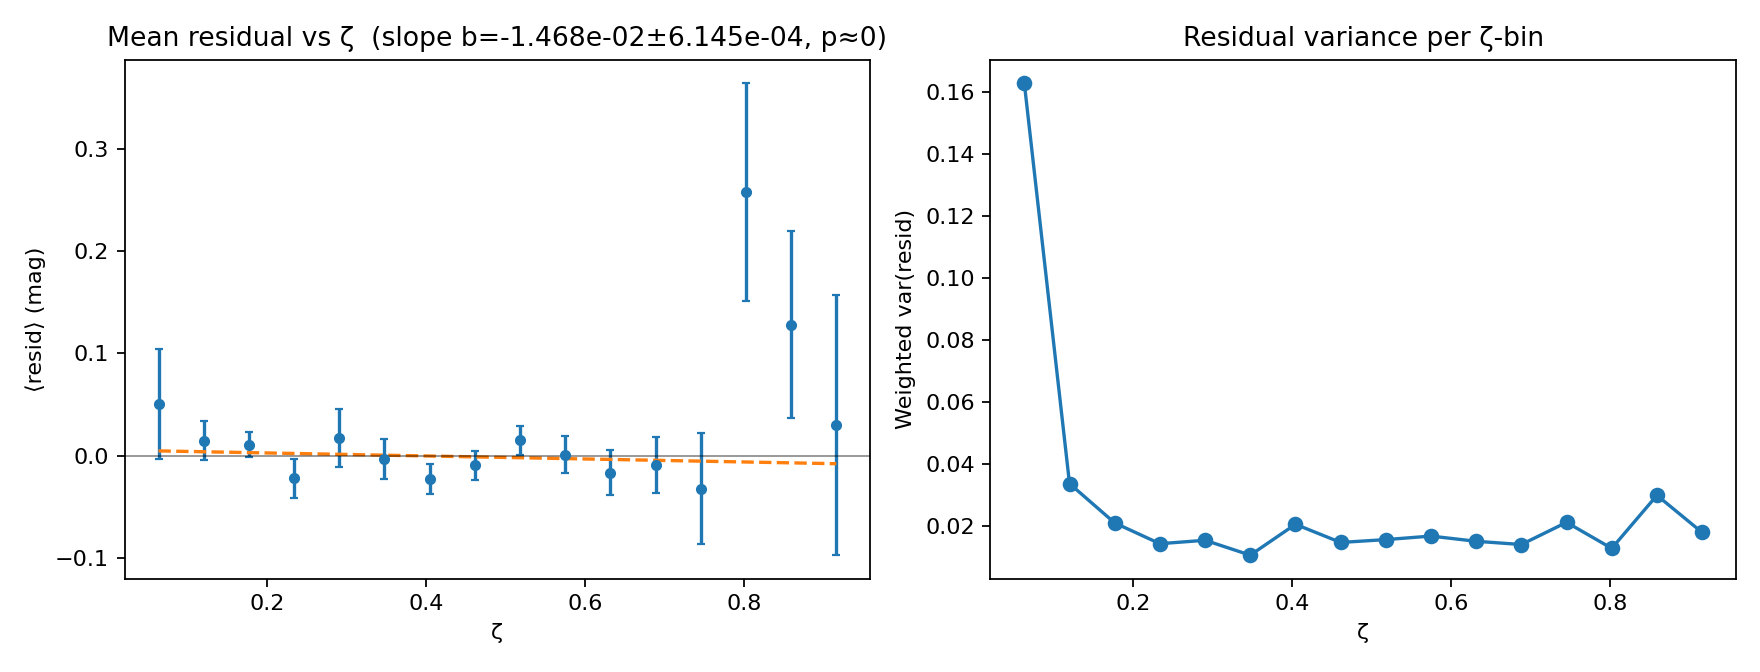 Mean residual vs ζ  (slope b=-1.468e-02±6.145e-04, p≈0)
⟨resid⟩ (mag)
0.3
0.2
0.1
0.0
−0.1
0.2 0.4 0.6 0.8
ζ
Residual variance per ζ-bin
Weighted var(resid)
0.16
0.14
0.12
0.10
0.08
0.06
0.04
0.02
0.2 0.4 0.6 0.8
ζ